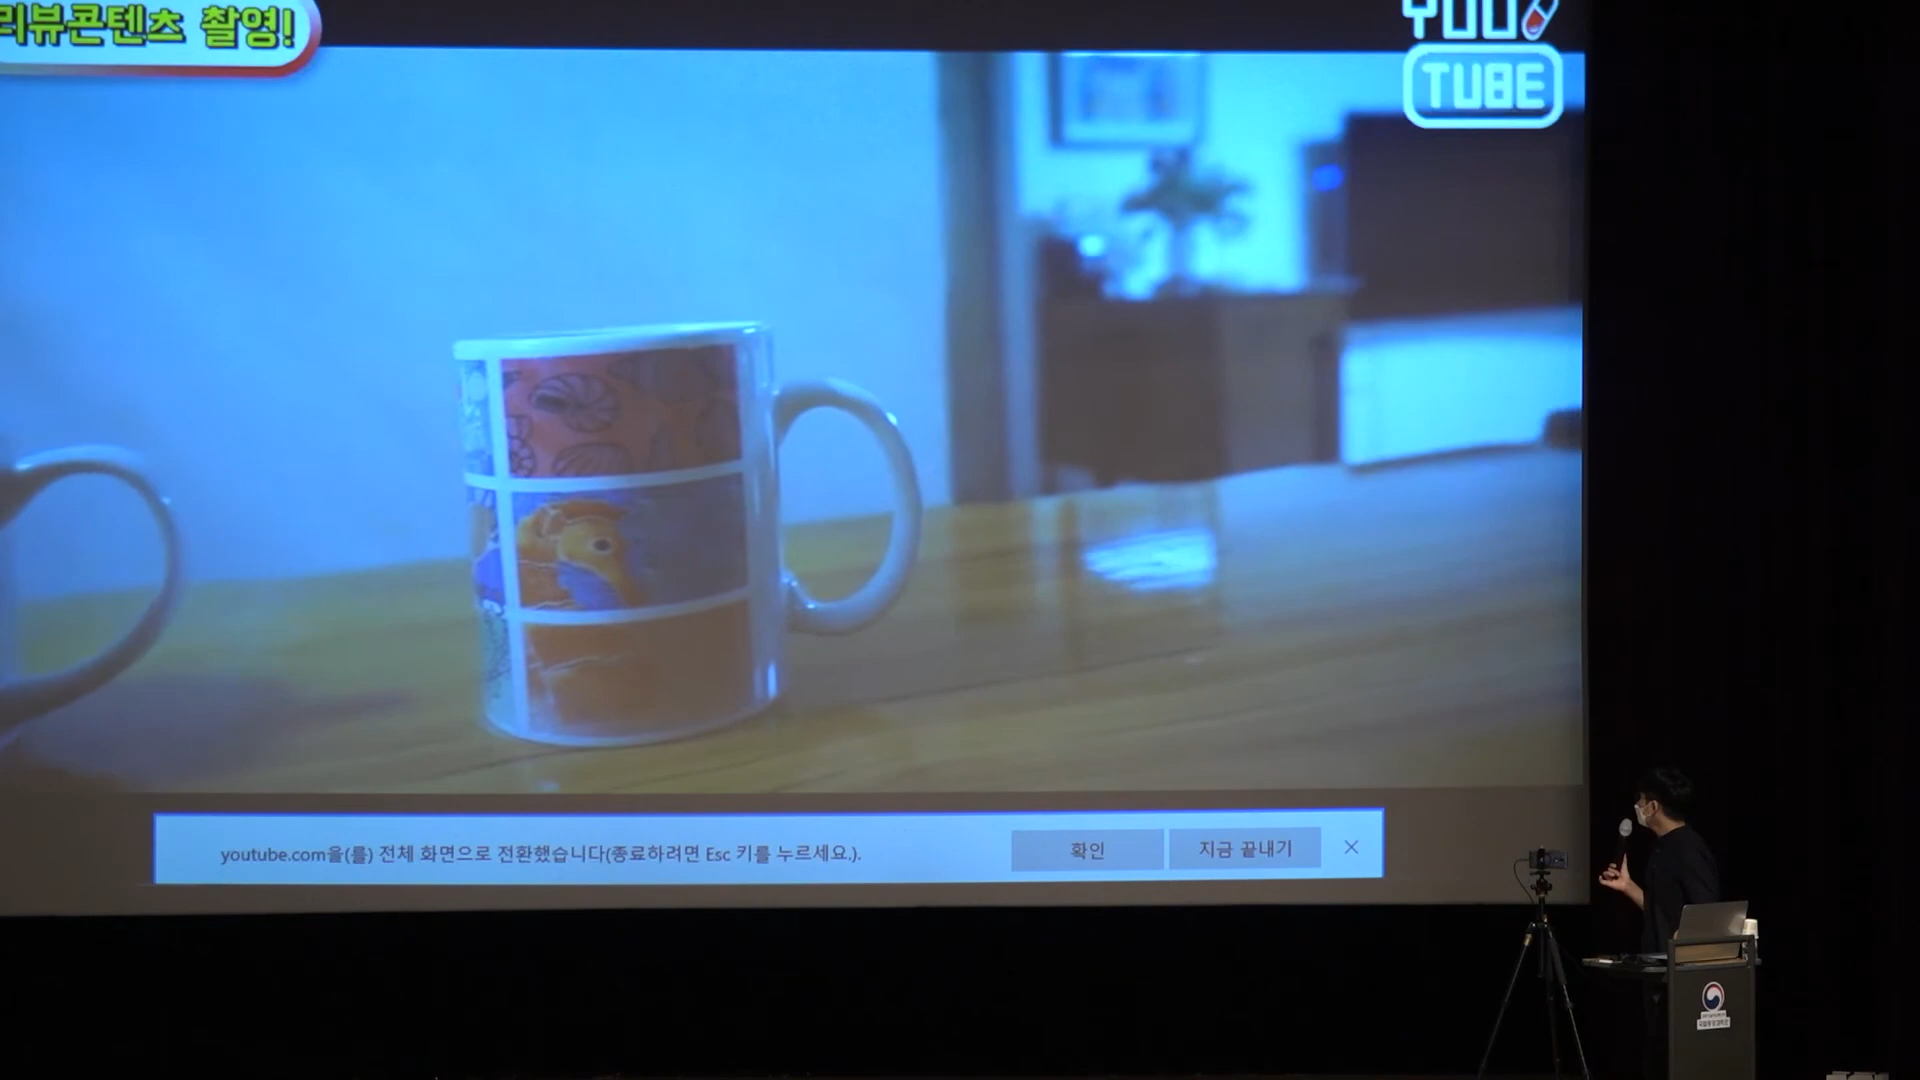 리뷰콘텐츠 촬영!
YOU
TUBE
youtube.com을(를) 전체 화면으로 전환했습니다(종료하려면 Esc 키를 누르세요.).
확인
지금 끝내기